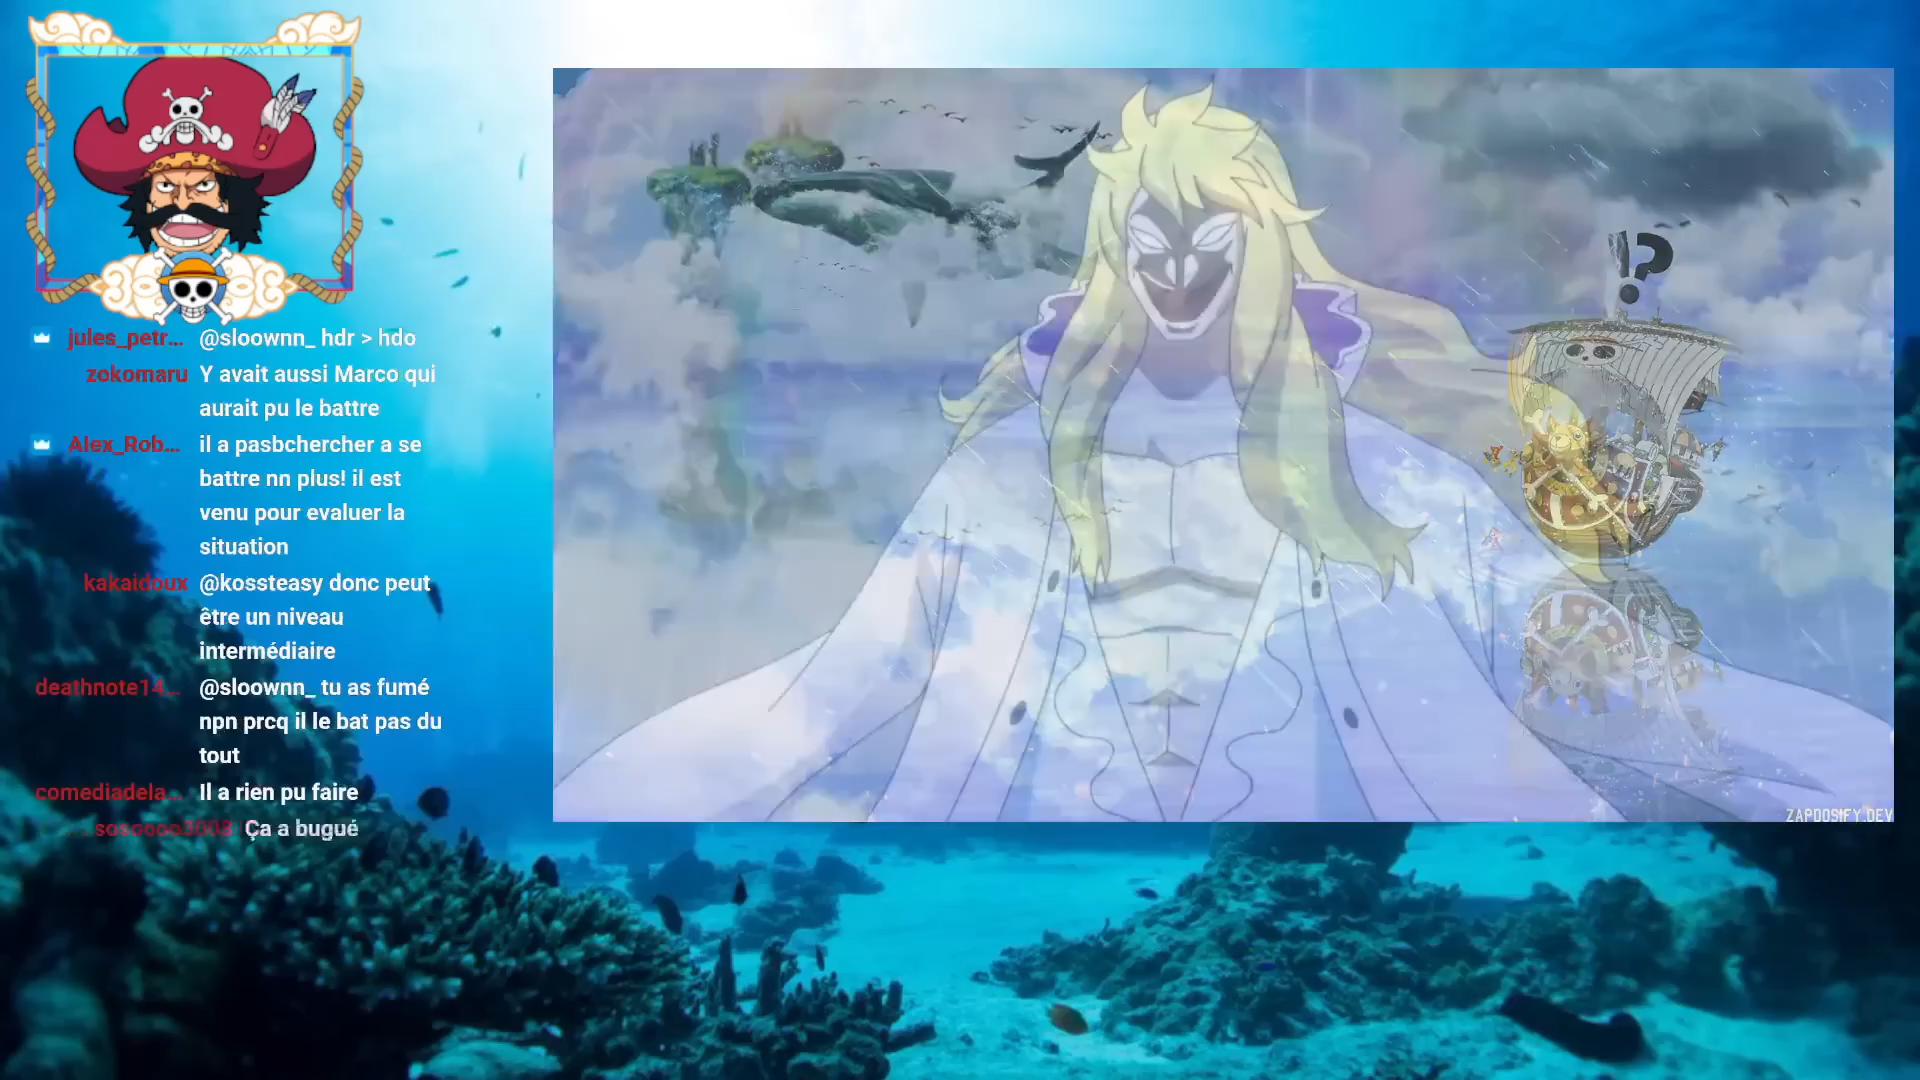 jules_petr... @sloownn_ hdr > hdo
zokomaru Y avait aussi Marco qui
aurait pu le battre
Alex_Rob... il a pasbchercher a se
battre nn plus! il est
venu pour evaluer la
situation
kakaidoux @kossteasy donc peut
être un niveau
intermédiaire
deathnote14... @sloownn_ tu as fumé
npn prcq il le bat pas du
tout
comediadela... Il a rien pu faire
sosoooo3003 Ça a bugué
!?
ZAPDOSIFY.DEV